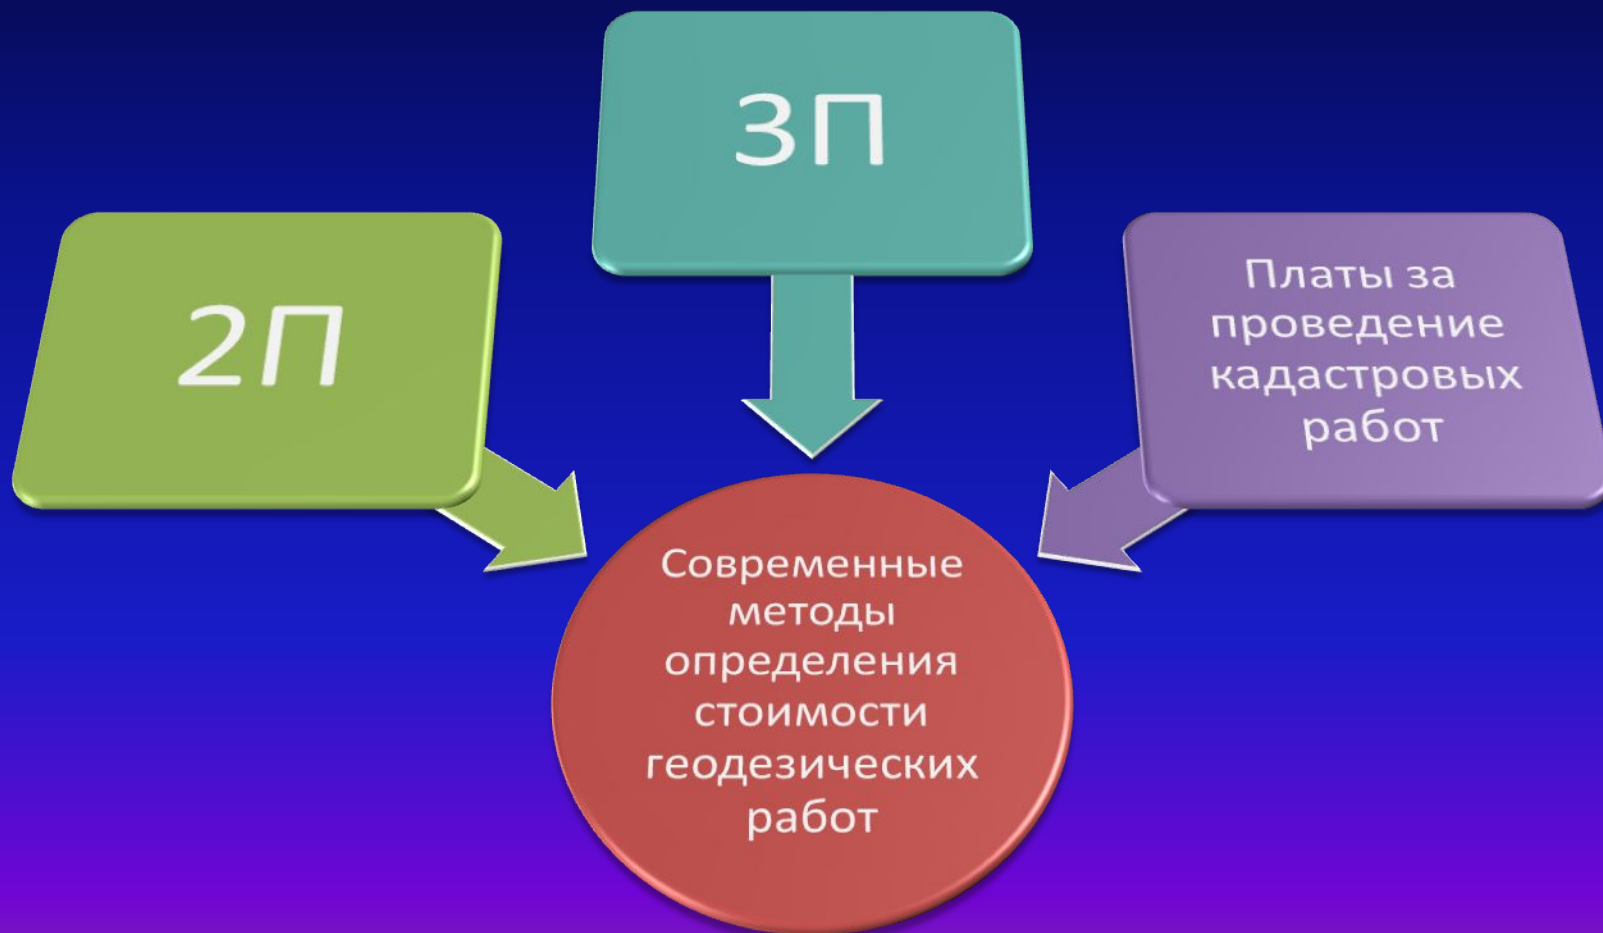 3П
2П
Платы за
проведение
кадастровых
работ
Современные
методы
определения
стоимости
геодезических
работ